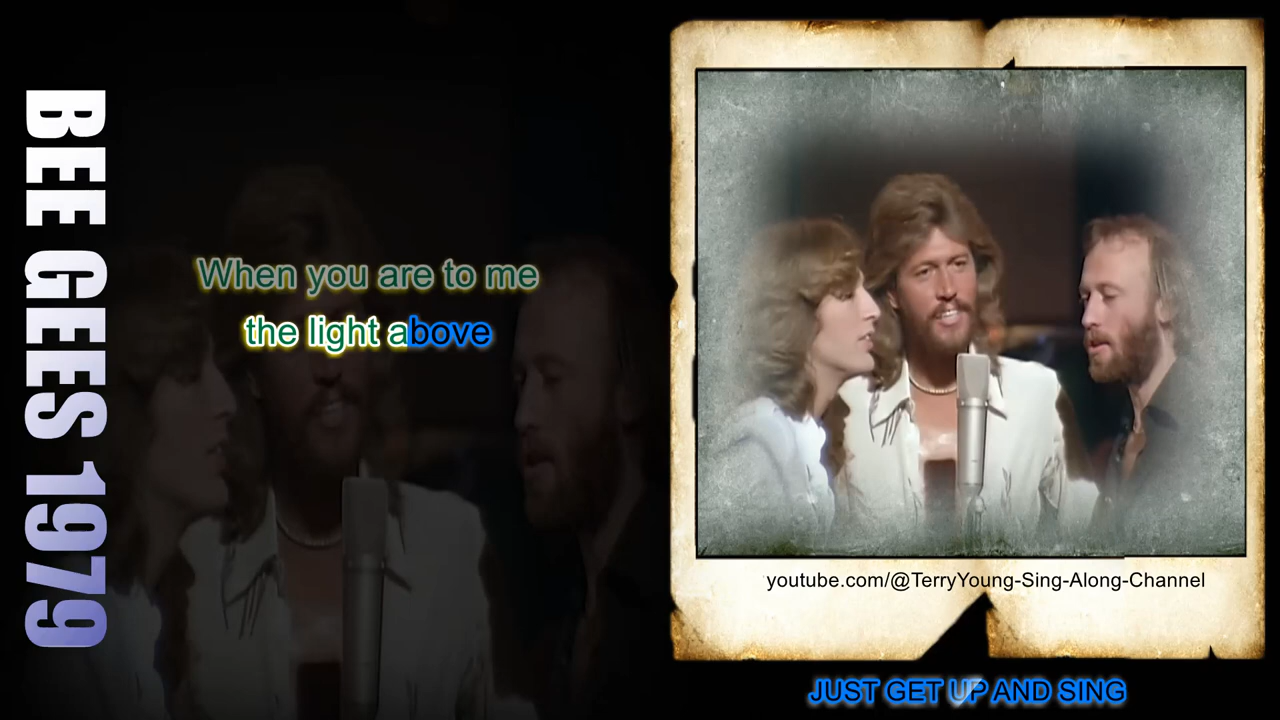 BEE GEES 1979
When you are to me
the light above
youtube.com/@TerryYoung-Sing-Along-Channel
JUST GET UP AND SING